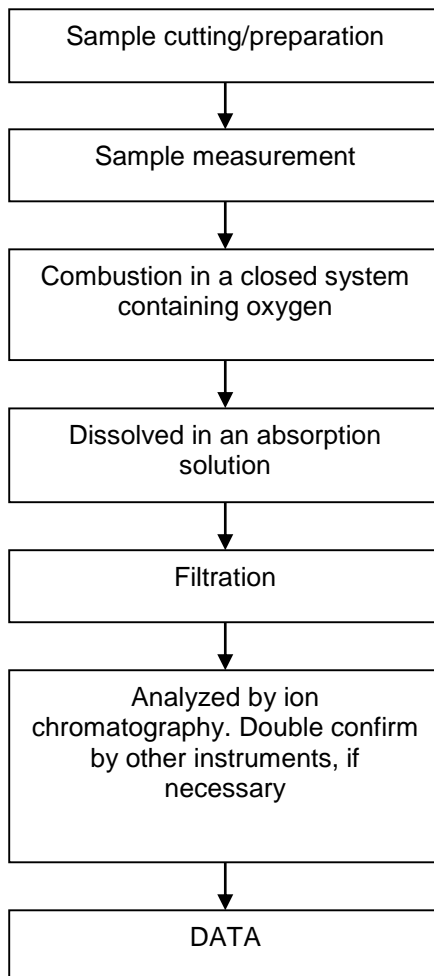 Sample cutting/preparation
Sample measurement
Combustion in a closed system
containing oxygen
Dissolved in an absorption
solution
Filtration
Analyzed by ion
chromatography. Double confirm
by other instruments, if
necessary
DATA